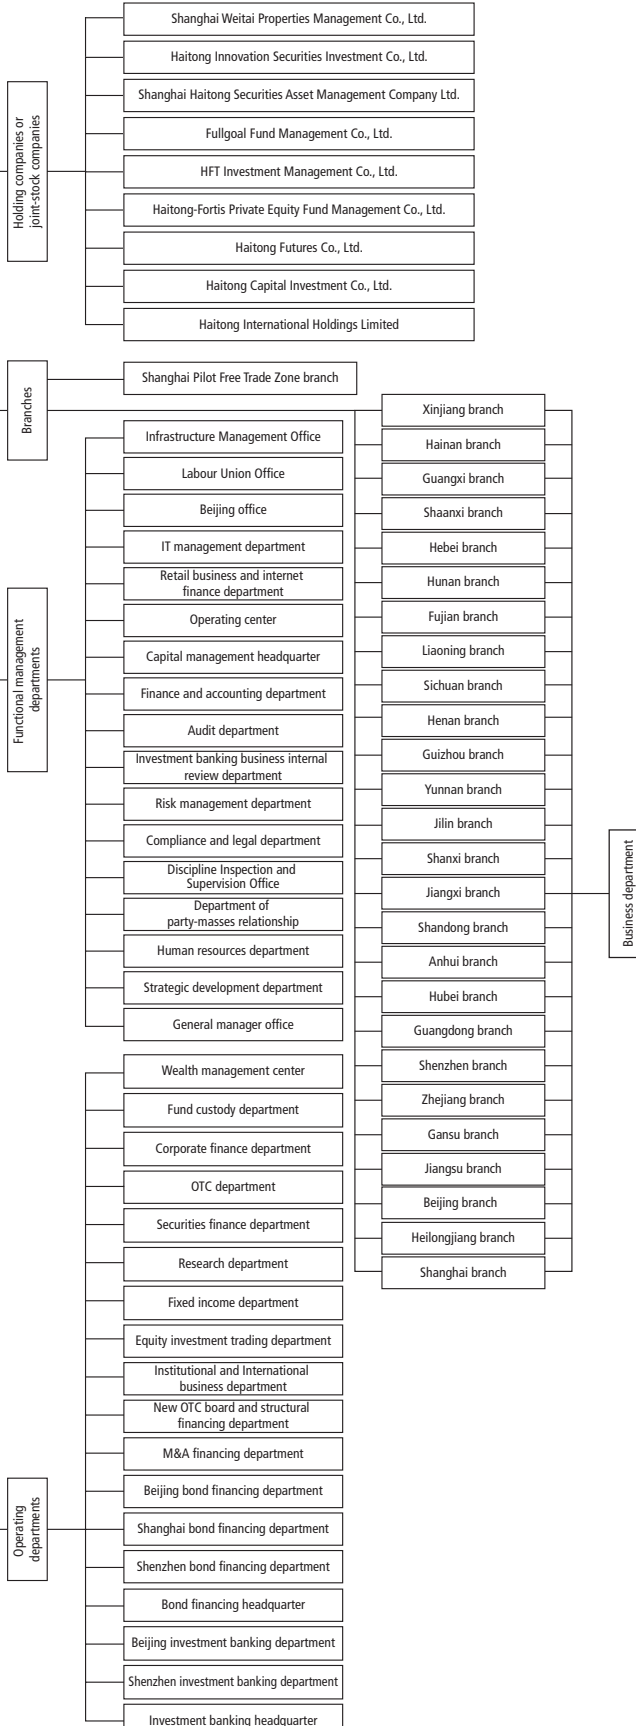 Holding companies or
joint-stock companies
Shanghai Weitai Properties Management Co., Ltd.
Haitong Innovation Securities Investment Co., Ltd.
Shanghai Haitong Securities Asset Management Company Ltd.
Fullgoal Fund Management Co., Ltd.
HFT Investment Management Co., Ltd.
Haitong-Fortis Private Equity Fund Management Co., Ltd.
Haitong Futures Co., Ltd.
Haitong Capital Investment Co., Ltd.
Haitong International Holdings Limited
Branches
Shanghai Pilot Free Trade Zone branch
Xinjiang branch
Hainan branch
Guangxi branch
Shaanxi branch
Hebei branch
Hunan branch
Fujian branch
Liaoning branch
Sichuan branch
Henan branch
Guizhou branch
Yunnan branch
Jilin branch
Shanxi branch
Jiangxi branch
Shandong branch
Anhui branch
Hubei branch
Guangdong branch
Shenzhen branch
Zhejiang branch
Gansu branch
Jiangsu branch
Beijing branch
Heilongjiang branch
Shanghai branch
Business department
Functional management
departments
Infrastructure Management Office
Labour Union Office
Beijing office
IT management department
Retail business and internet
finance department
Operating center
Capital management headquarter
Finance and accounting department
Audit department
Investment banking business internal
review department
Risk management department
Compliance and legal department
Discipline Inspection and
Supervision Office
Department of
party-masses relationship
Human resources department
Strategic development department
General manager office
Operating
departments
Wealth management center
Fund custody department
Corporate finance department
OTC department
Securities finance department
Research department
Fixed income department
Equity investment trading department
Institutional and International
business department
New OTC board and structural
financing department
M&A financing department
Beijing bond financing department
Shanghai bond financing department
Shenzhen bond financing department
Bond financing headquarter
Beijing investment banking department
Shenzhen investment banking department
Investment banking headquarter